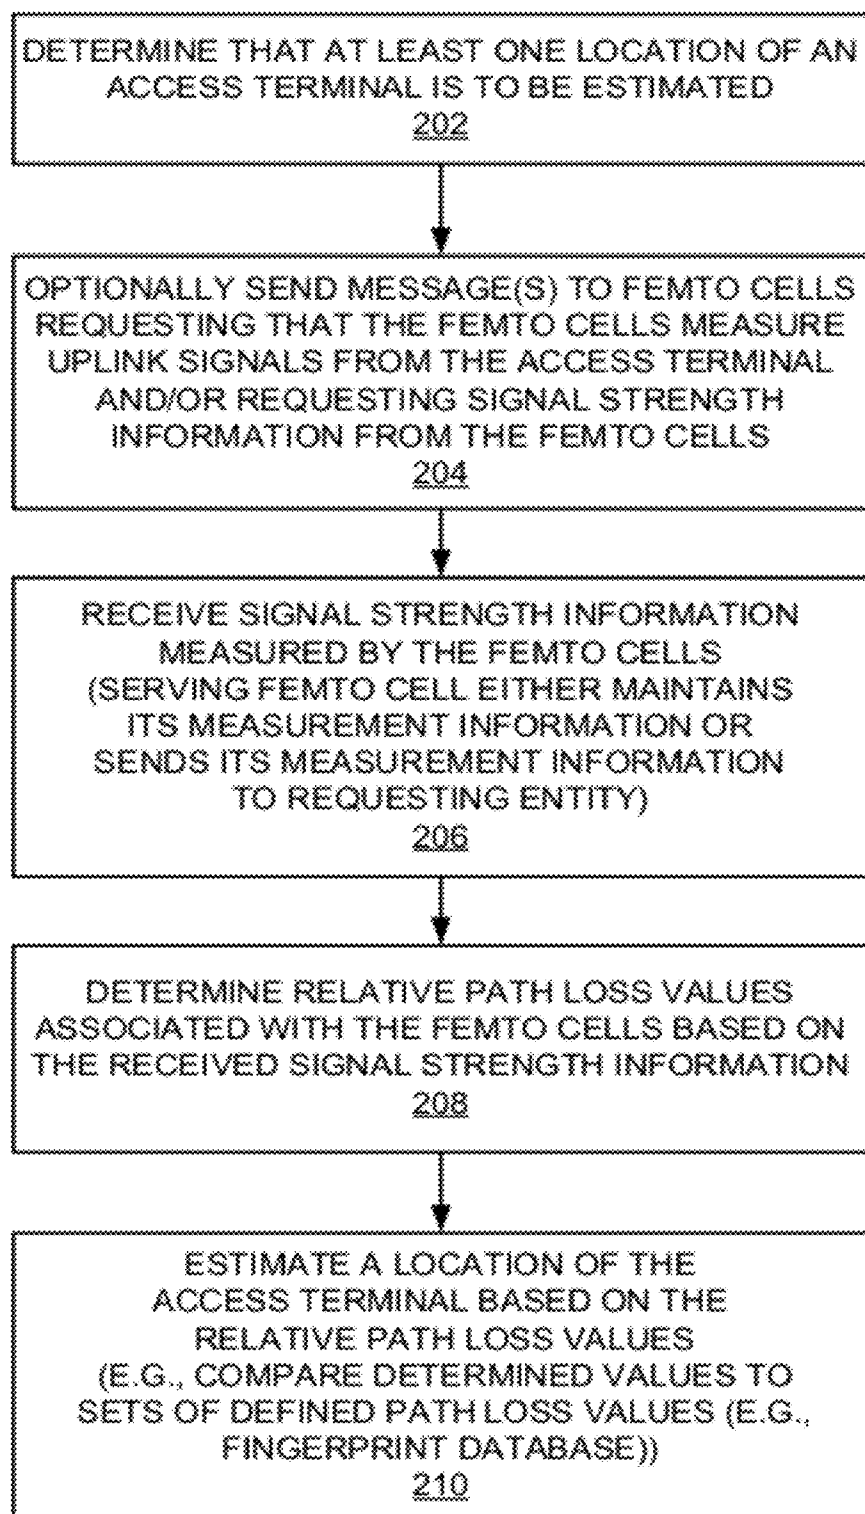 DETERMINE THAT AT LEAST ONE LOCATION OF AN
ACCESS TERMINAL IS TO BE ESTIMATED
202
OPTIONALLY SEND MESSAGE(S) TO FEMTO CELLS
REQUESTING THAT THE FEMTO CELLS MEASURE
UPLINK SIGNALS FROM THE ACCESS TERMINAL
AND/OR REQUESTING SIGNAL STRENGTH
INFORMATION FROM THE FEMTO CELLS
204
RECEIVE SIGNAL STRENGTH INFORMATION
MEASURED BY THE FEMTO CELLS
(SERVING FEMTO CELL EITHER MAINTAINS
ITS MEASUREMENT INFORMATION OR
SENDS ITS MEASUREMENT INFORMATION
TO REQUESTING ENTITY)
206
DETERMINE RELATIVE PATH LOSS VALUES
ASSOCIATED WITH THE FEMTO CELLS BASED ON
THE RECEIVED SIGNAL STRENGTH INFORMATION
208
ESTIMATE A LOCATION OF THE
ACCESS TERMINAL BASED ON THE
RELATIVE PATH LOSS VALUES
(E.G., COMPARE DETERMINED VALUES TO
SETS OF DEFINED PATH LOSS VALUES (E.G.,
FINGERPRINT DATABASE))
210